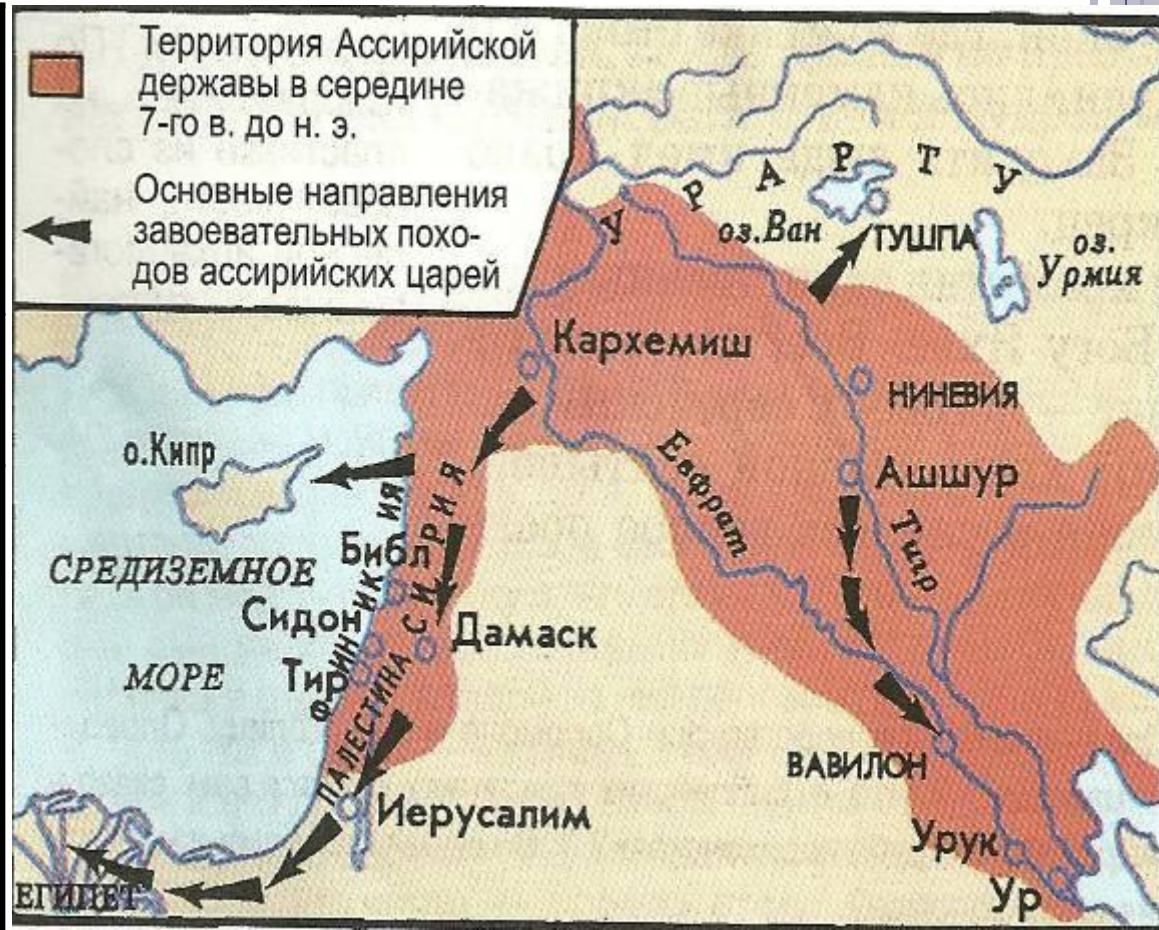 Территория Ассирийской
державы в середине
7-го в. до н. э.
Основные направления
завоевательных похо-
дов ассирийских царей
УРАРТУ
оз.Ван
ТУШПА
оз.
Урмия
Кархемиш
НИНЕВИЯ
о.Кипр
Ашшур
Евфрат
Тигр
СИРИЯ
ФИНИКИЯ
Библ
СРЕДИЗЕМНОЕ
МОРЕ
Сидон
Дамаск
Тир
ПАЛЕСТИНА
ВАВИЛОН
Иерусалим
Урук
Ур
ЕГИПЕТ